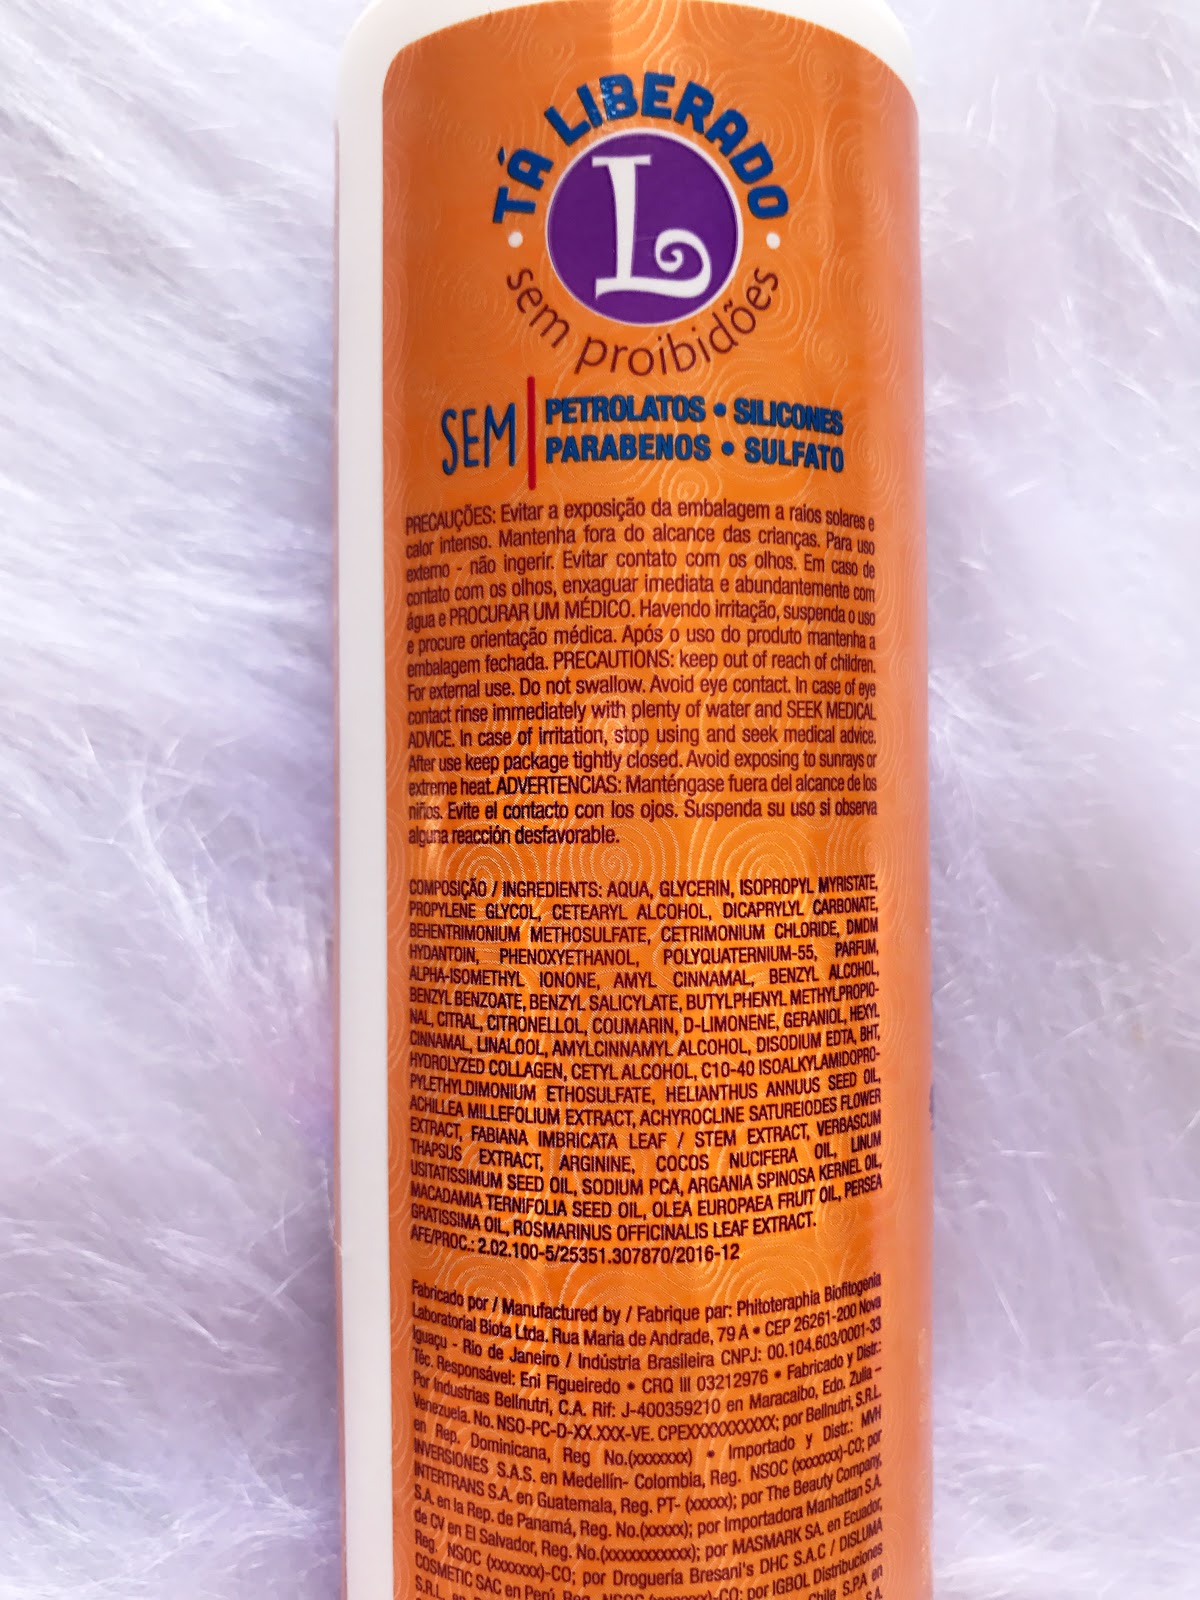 TÁ LIBERADO
L
sem proibidões
SEM
PETROLATOS • SILICONES
PARABENOS • SULFATO
PRECAUÇÕES: Evitar a exposição da embalagem a raios solares e
calor intenso. Mantenha fora do alcance das crianças. Para uso
externo - não ingerir. Evitar contato com os olhos. Em caso de
contato com os olhos, enxaguar imediata e abundantemente com
água e PROCURAR UM MÉDICO. Havendo irritação, suspenda o uso
e procure orientação médica. Após o uso do produto mantenha a
embalagem fechada. PRECAUTIONS: keep out of reach of children.
For external use. Do not swallow. Avoid eye contact. In case of eye
contact rinse immediately with plenty of water and SEEK MEDICAL
ADVICE. In case of irritation, stop using and seek medical advice.
After use keep package tightly closed. Avoid exposing to sunrays or
extreme heat. ADVERTENCIAS: Manténgase fuera del alcance de los
niños. Evite el contacto con los ojos. Suspenda su uso si observa
alguna reacción desfavorable.
COMPOSIÇÃO / INGREDIENTS: AQUA, GLYCERIN, ISOPROPYL MYRISTATE,
PROPYLENE GLYCOL, CETEARYL ALCOHOL, DICAPRYLYL CARBONATE,
BEHENTRIMONIUM METHOSULFATE, CETRIMONIUM CHLORIDE, DMDM
HYDANTOIN, PHENOXYETHANOL, POLYQUATERNIUM-55, PARFUM,
ALPHA-ISOMETHYL IONONE, AMYL CINNAMAL, BENZYL ALCOHOL,
BENZYL BENZOATE, BENZYL SALICYLATE, BUTYLPHENYL METHYLPROPIO-
NAL, CITRAL, CITRONELLOL, COUMARIN, D-LIMONENE, GERANIOL, HEXYL
CINNAMAL, LINALOOL, AMYLCINNAMYL ALCOHOL, DISODIUM EDTA, BHT,
HYDROLYZED COLLAGEN, CETYL ALCOHOL, C10-40 ISOALKYLAMIDOPRO-
PYLETHYLDIMONIUM ETHOSULFATE, HELIANTHUS ANNUUS SEED OIL,
ACHILLEA MILLEFOLIUM EXTRACT, ACHYROCLINE SATUREIODES FLOWER
EXTRACT, FABIANA IMBRICATA LEAF / STEM EXTRACT, VERBASCUM
THAPSUS EXTRACT, ARGININE, COCOS NUCIFERA OIL, LINUM
USITATISSIMUM SEED OIL, SODIUM PCA, ARGANIA SPINOSA KERNEL OIL,
MACADAMIA TERNIFOLIA SEED OIL, OLEA EUROPAEA FRUIT OIL, PERSEA
GRATISSIMA OIL, ROSMARINUS OFFICINALIS LEAF EXTRACT.
AFE/PROC.: 2.02.100-5/25351.307870/2016-12
Fabricado por / Manufactured by / Fabrique par: Phitoteraphia Biofitogenia
Laboratorial Biota Ltda. Rua Maria de Andrade, 79 A • CEP 26261-200 Nova
Iguaçu - Rio de Janeiro / Indústria Brasileira CNPJ: 00.104.603/0001-33
Téc. Responsável: Eni Figueiredo • CRQ III 03212976 • Fabricado y Distr.:
Por Industrias Bellnutri, C.A. Rif: J-400359210 en Maracaibo, Edo. Zulia –
Venezuela. No. NSO-PC-D-XX.XXX-VE. CPEXXXXXXXXXX; por Bellnutri, S.R.L.
en Rep. Dominicana, Reg No.(xxxxxxx) • Importado y Distr.: MVH
INVERSIONES S.A.S. en Medellín- Colombia, Reg. NSOC (xxxxxxx)-CO; por
INTERTRANS S.A. en Guatemala, Reg. PT- (xxxxx); por The Beauty Company,
S.A. en la Rep. de Panamá, Reg. No.(xxxxx); por Importadora Manhattan S.A.
de CV en El Salvador, Reg. No.(xxxxxxxxxxx); por MASMARK SA. en Ecuador,
Reg. NSOC (xxxxxxx)-CO; por Droguería Bresani's DHC S.A.C / DISLUMA
COSMETIC SAC en Perú, Reg. NSOC -CO; por IGBOL Distribuciones
S.R.L. en Chile S.P.A en
S.A.